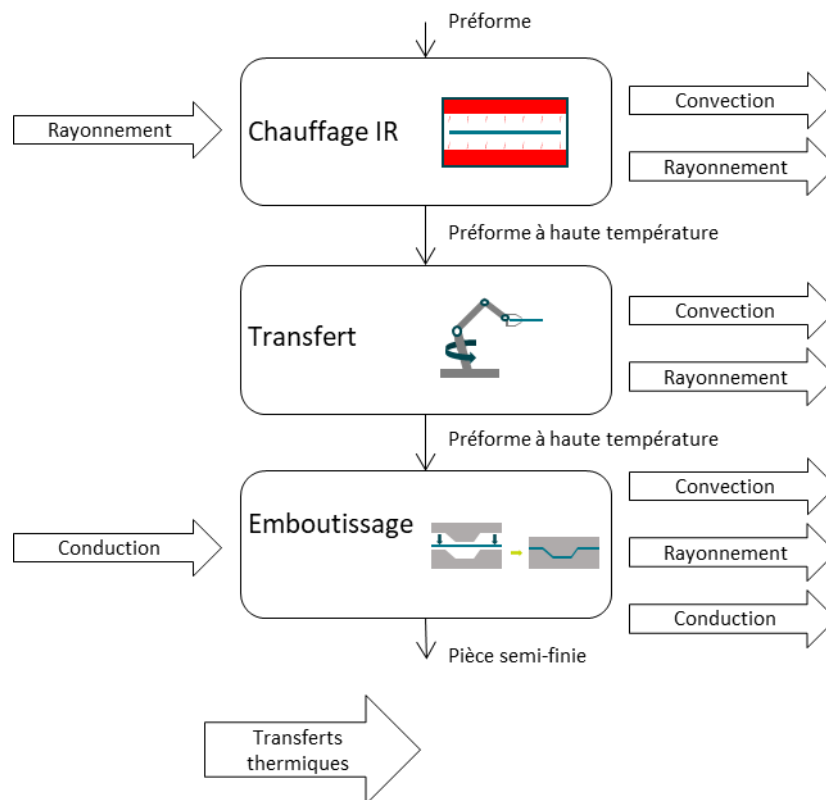 Préforme
Rayonnement
Chauffage IR
Convection
Rayonnement
Préforme à haute température
Transfert
Convection
Rayonnement
Préforme à haute température
Conduction
Emboutissage
Convection
Rayonnement
Conduction
Pièce semi-finie
Transferts
thermiques